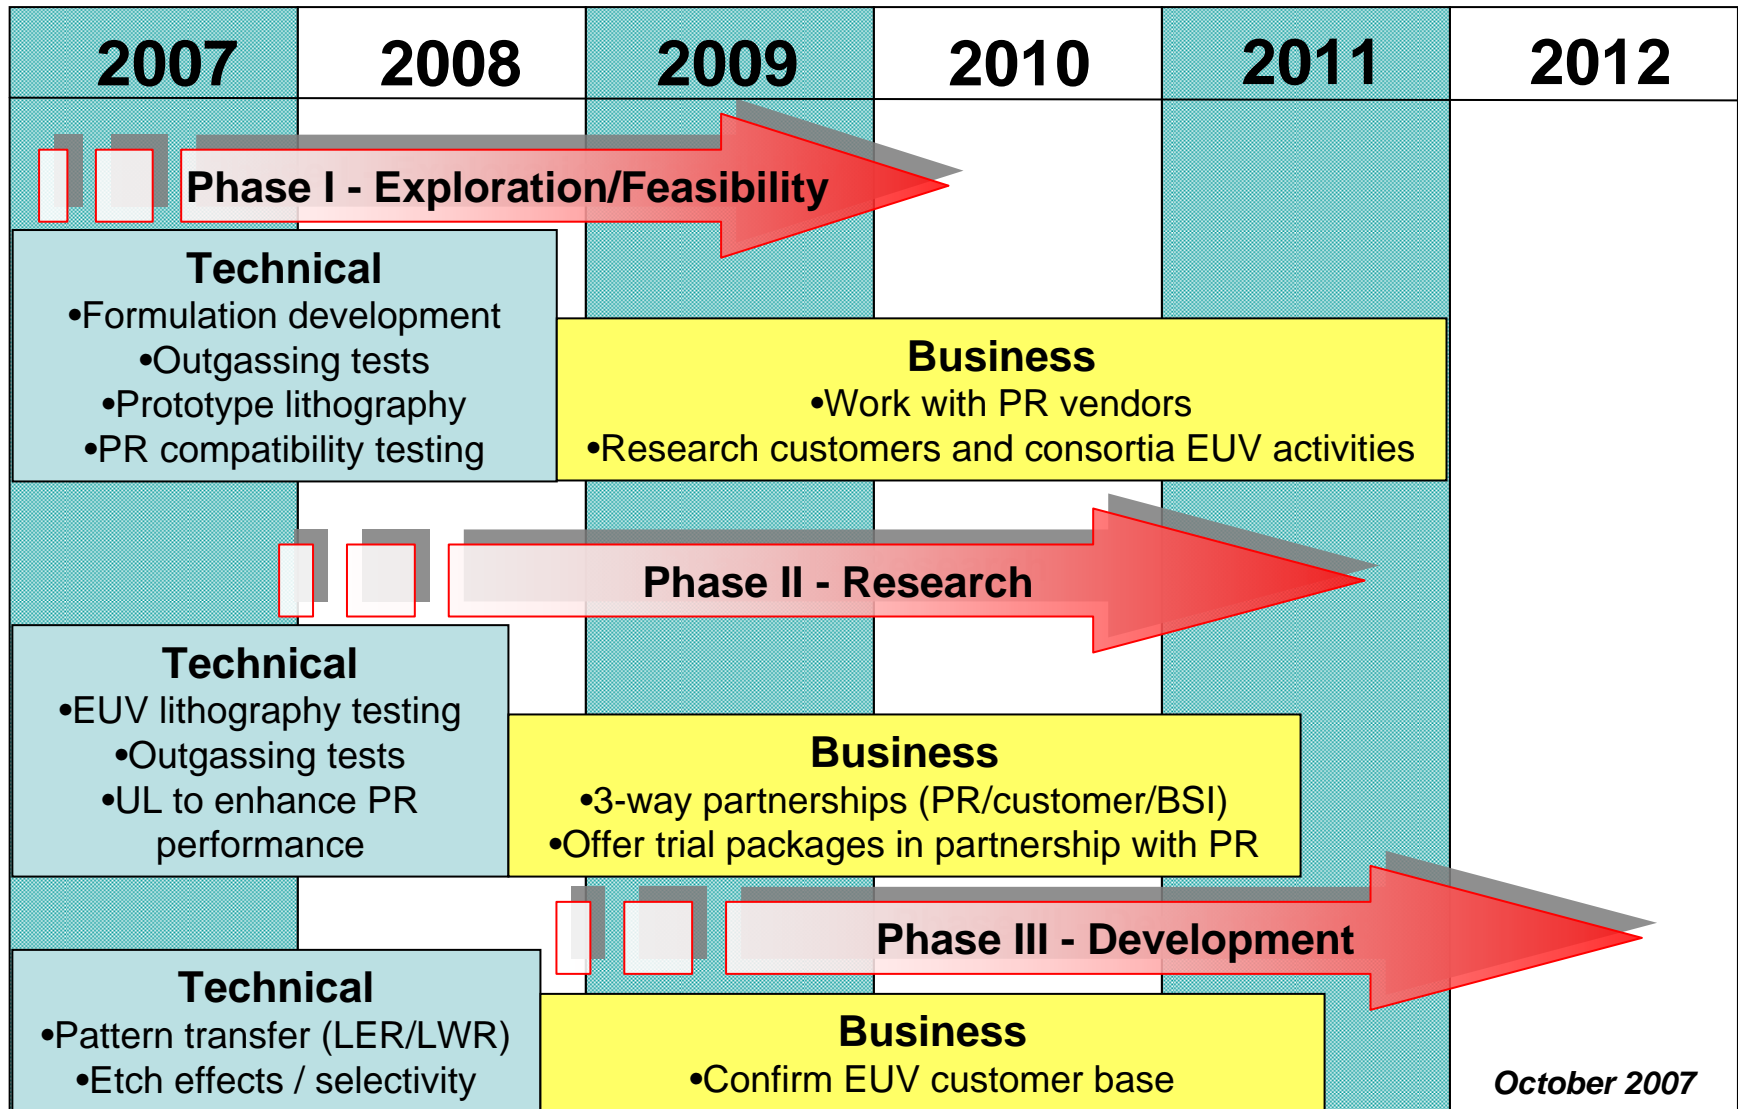 2007 2008 2009 2010 2011 2012
Phase I - Exploration/Feasibility
Technical
•Formulation development
•Outgassing tests
•Prototype lithography
•PR compatibility testing
Business
•Work with PR vendors
•Research customers and consortia EUV activities
Phase II - Research
Technical
•EUV lithography testing
•Outgassing tests
•UL to enhance PR
performance
Business
•3-way partnerships (PR/customer/BSI)
•Offer trial packages in partnership with PR
Phase III - Development
Technical
•Pattern transfer (LER/LWR)
•Etch effects / selectivity
Business
•Confirm EUV customer base
October 2007